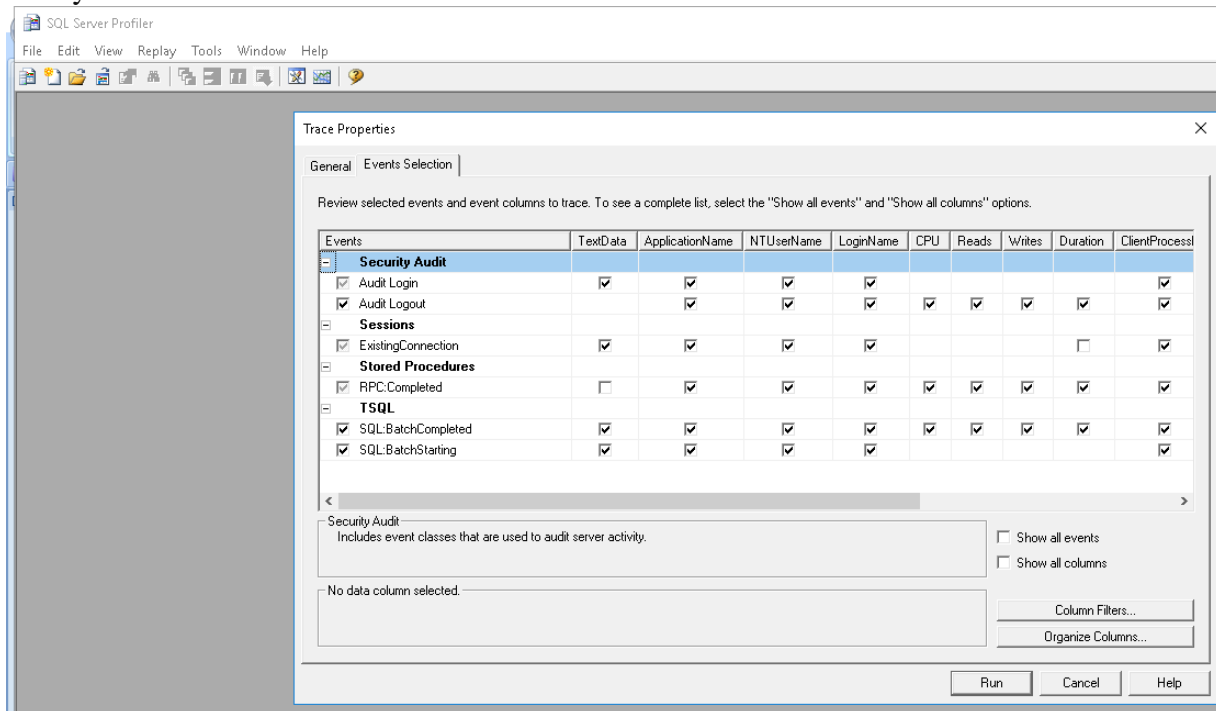 SQL Server Profiler
File Edit View Replay Tools Window Help
Trace Properties
General Events Selection
Review selected events and event columns to trace. To see a complete list, select the "Show all events" and "Show all columns" options.
Events TextData ApplicationName NTUserName LoginName CPU Reads Writes Duration ClientProcessI
Security Audit
Audit Login
Audit Logout
Sessions
ExistingConnection
Stored Procedures
RPC:Completed
TSQL
SQL:BatchCompleted
SQL:BatchStarting
Security Audit
Includes event classes that are used to audit server activity.
Show all events
Show all columns
No data column selected.
Column Filters...
Organize Columns...
Run Cancel Help